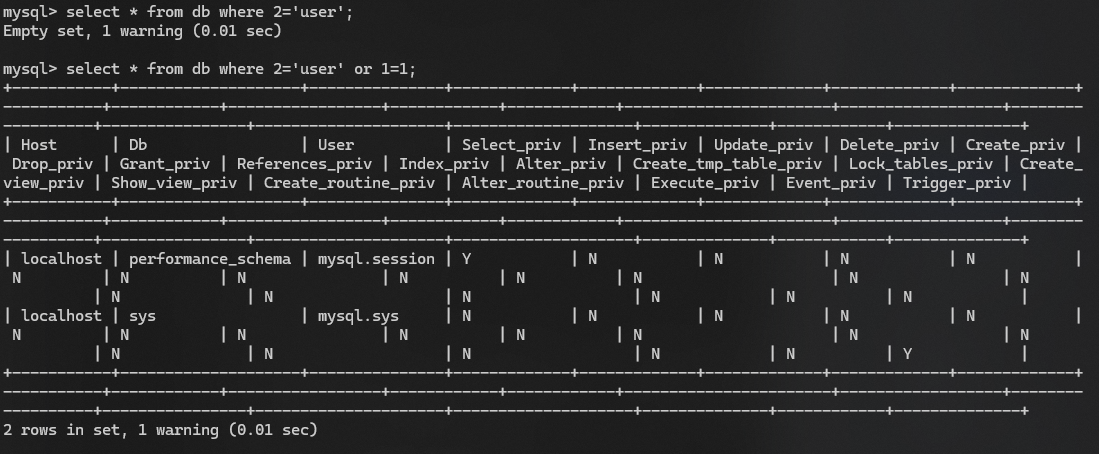 mysql> select * from db where 2='user';
Empty set, 1 warning (0.01 sec)

mysql> select * from db where 2='user' or 1=1;
+-----------+--------------------+---------------+-------------+-------------+-------------+-------------+-------------+
-----------+------------+-----------------+------------+------------+-----------------------+------------------+--------
----------+----------------+--------------------+--------------+------------+--------------+
| Host      | Db                 | User          | Select_priv | Insert_priv | Update_priv | Delete_priv | Create_priv |
 Drop_priv | Grant_priv | References_priv | Index_priv | Alter_priv | Create_tmp_table_priv | Lock_tables_priv | Create_
view_priv | Show_view_priv | Create_routine_priv | Alter_routine_priv | Execute_priv | Event_priv | Trigger_priv |
+-----------+--------------------+---------------+-------------+-------------+-------------+-------------+-------------+
-----------+------------+-----------------+------------+------------+-----------------------+------------------+--------
----------+----------------+---------------------+--------------------+--------------+------------+--------------+
| localhost | performance_schema | mysql.session | Y           | N           | N           | N           | N           |
 N         | N          | N               | N          | N          | N                     | N                | N
          | N              | N                   | N                  | N            | N          | N            |
| localhost | sys                | mysql.sys     | N           | N           | N           | N           | N           |
 N         | N          | N               | N          | N          | N                     | N                | N
          | N              | N                   | N                  | N            | N          | Y            |
+-----------+--------------------+---------------+-------------+-------------+-------------+-------------+-------------+
-----------+------------+-----------------+------------+------------+-----------------------+------------------+--------
----------+----------------+---------------------+--------------------+--------------+------------+--------------+
2 rows in set, 1 warning (0.01 sec)